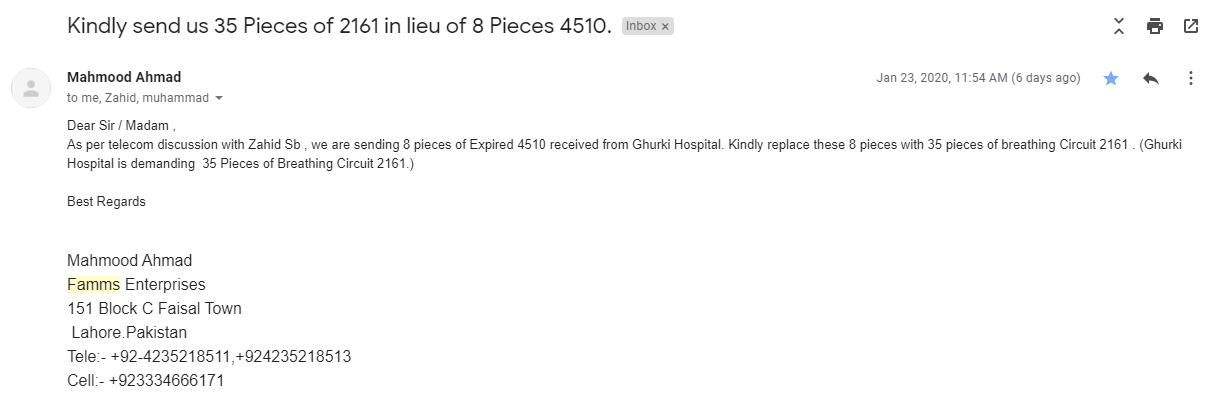 Kindly send us 35 Pieces of 2161 in lieu of 8 Pieces 4510. Inbox ×
Mahmood Ahmad Jan 23, 2020, 11:54 AM (6 days ago)
to me, Zahid, muhammad
Dear Sir / Madam ,
As per telecom discussion with Zahid Sb , we are sending 8 pieces of Expired 4510 received from Ghurki Hospital. Kindly replace these 8 pieces with 35 pieces of breathing Circuit 2161 . (Ghurki
Hospital is demanding  35 Pieces of Breathing Circuit 2161.)
Best Regards
Mahmood Ahmad
Famms Enterprises
151 Block C Faisal Town
Lahore.Pakistan
Tele:- +92-4235218511,+924235218513
Cell:- +923334666171